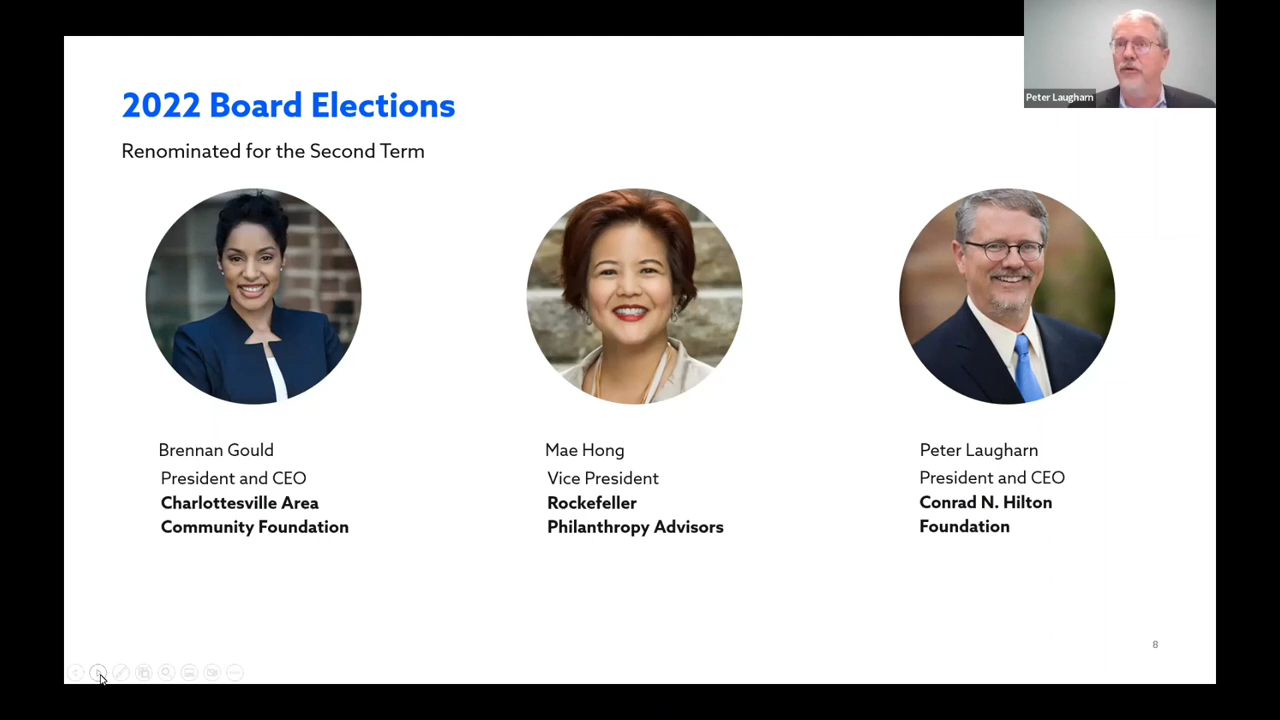 Peter Laugharn
2022 Board Elections
Renominated for the Second Term
Brennan Gould
President and CEO
Charlottesville Area
Community Foundation
Mae Hong
Vice President
Rockefeller
Philanthropy Advisors
Peter Laugharn
President and CEO
Conrad N. Hilton
Foundation
8